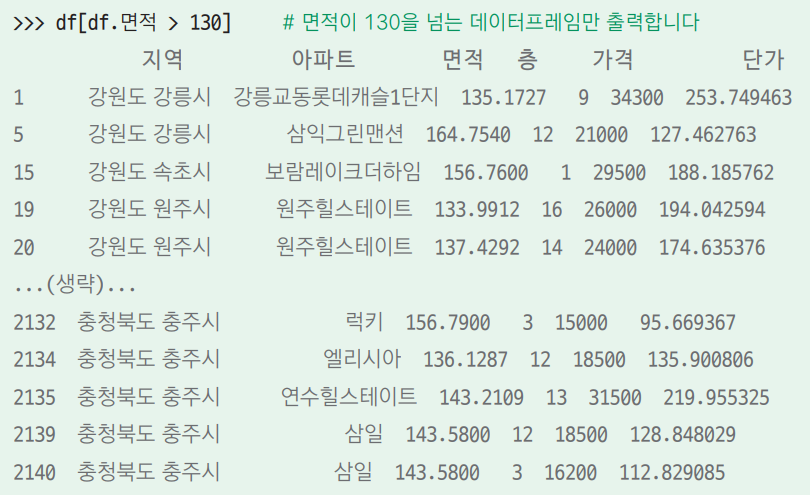 >>> df[df.면적 > 130] # 면적이 130을 넘는 데이터프레임만 출력합니다
지역 아파트 면적 층 가격 단가
1 강원도 강릉시 강릉교동롯데캐슬1단지 135.1727 9 34300 253.749463
5 강원도 강릉시 삼익그린맨션 164.7540 12 21000 127.462763
15 강원도 속초시 보람레이크더하임 156.7600 1 29500 188.185762
19 강원도 원주시 원주힐스테이트 133.9912 16 26000 194.042594
20 강원도 원주시 원주힐스테이트 137.4292 14 24000 174.635376
...(생략)...
2132 충청북도 충주시 럭키 156.7900 3 15000 95.669367
2134 충청북도 충주시 엘리시아 136.1287 12 18500 135.900806
2135 충청북도 충주시 연수힐스테이트 143.2109 13 31500 219.955325
2139 충청북도 충주시 삼일 143.5800 12 18500 128.848029
2140 충청북도 충주시 삼일 143.5800 3 16200 112.829085